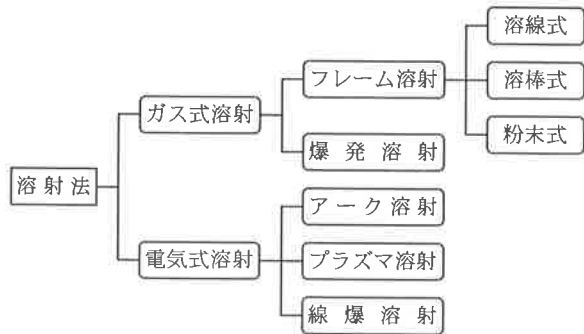 溶線式
フレーム溶射
溶棒式
ガス式溶射
粉末式
爆発溶射
溶射法
アーク溶射
電気式溶射
プラズマ溶射
線爆溶射